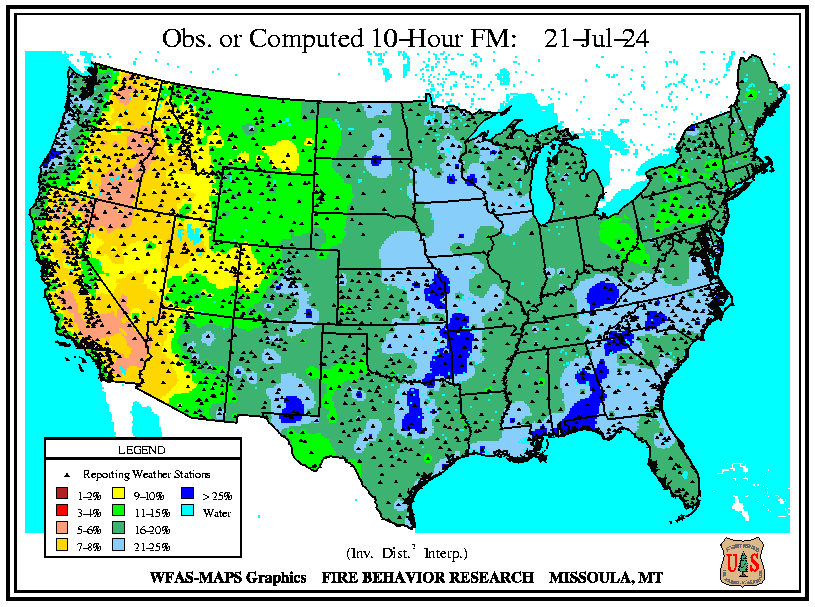 Obs. or Computed 10-Hour FM: 21-Jul-24
LEGEND
Reporting Weather Stations
1-2% 9-10% > 25%
3-4% 11-15% Water
5-6% 16-20%
7-8% 21-25%
(Inv. Dist.² Interp.)
WFAS-MAPS Graphics FIRE BEHAVIOR RESEARCH MISSOULA, MT
U S